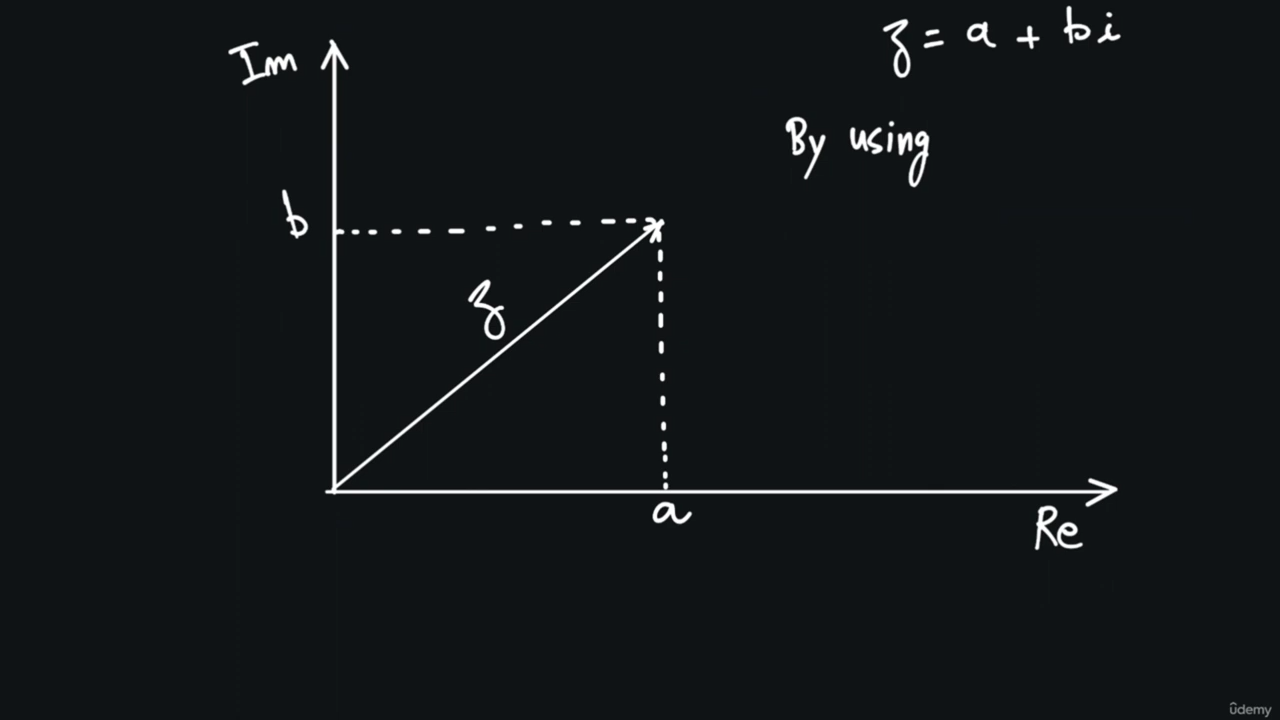 z = a + bi
Im
By using
b
z
a
Re
ûdemy